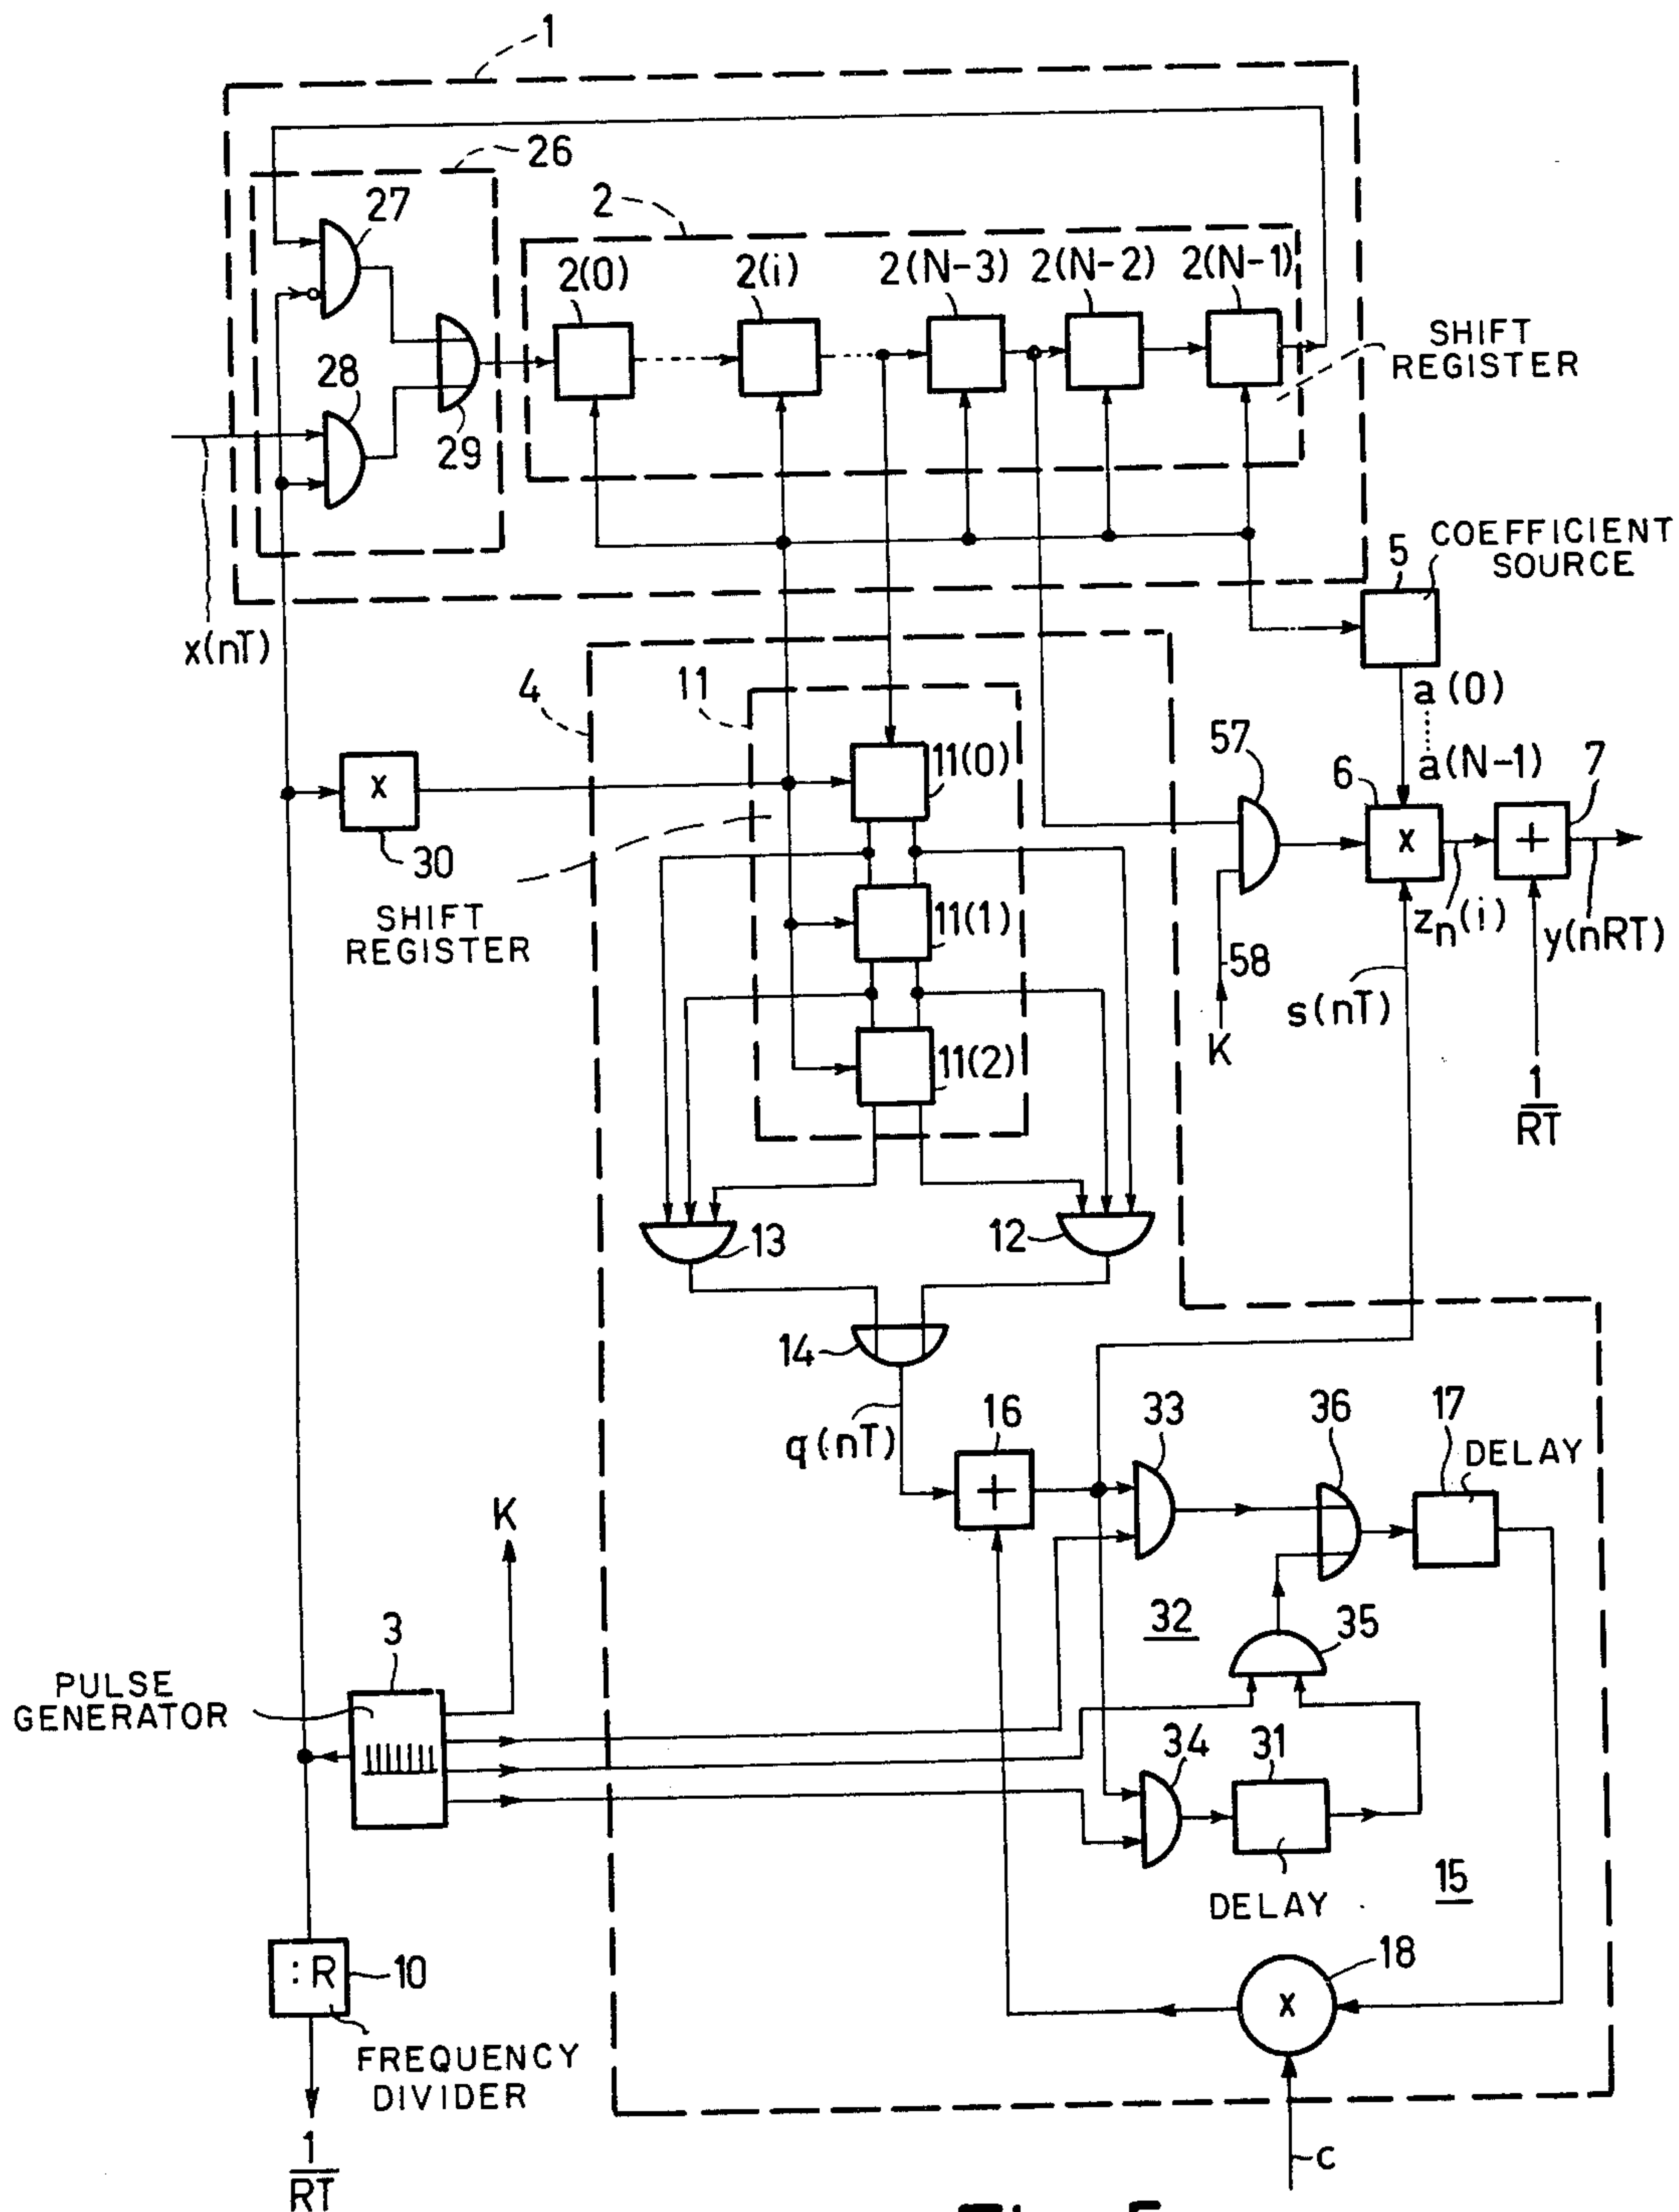 1
26
27
2
2(0)
2(i)
2(N-3)
2(N-2)
2(N-1)
SHIFT
REGISTER
28
29
x(nT)
COEFFICIENT
SOURCE
5
a(0)
a(N-1)
4
11
11(0)
57
6
7
x
30
x
+
SHIFT
REGISTER
11(1)
58
zn(i)
y(nRT)
s(nT)
K
11(2)
1
RT
13
12
14
q(nT)
16
33
36
17
DELAY
+
K
32
35
3
PULSE
GENERATOR
34
31
DELAY
15
18
:R
10
x
FREQUENCY
DIVIDER
1
RT
c